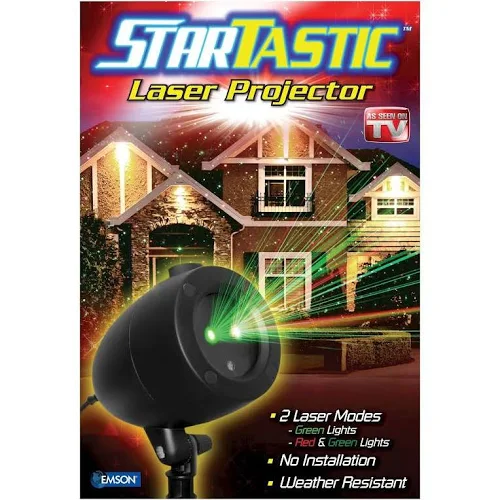 STARTASTIC™
Laser Projector
AS SEEN ON
TV
• 2 Laser Modes
- Green Lights
- Red & Green Lights
• No Installation
• Weather Resistant
EMSON